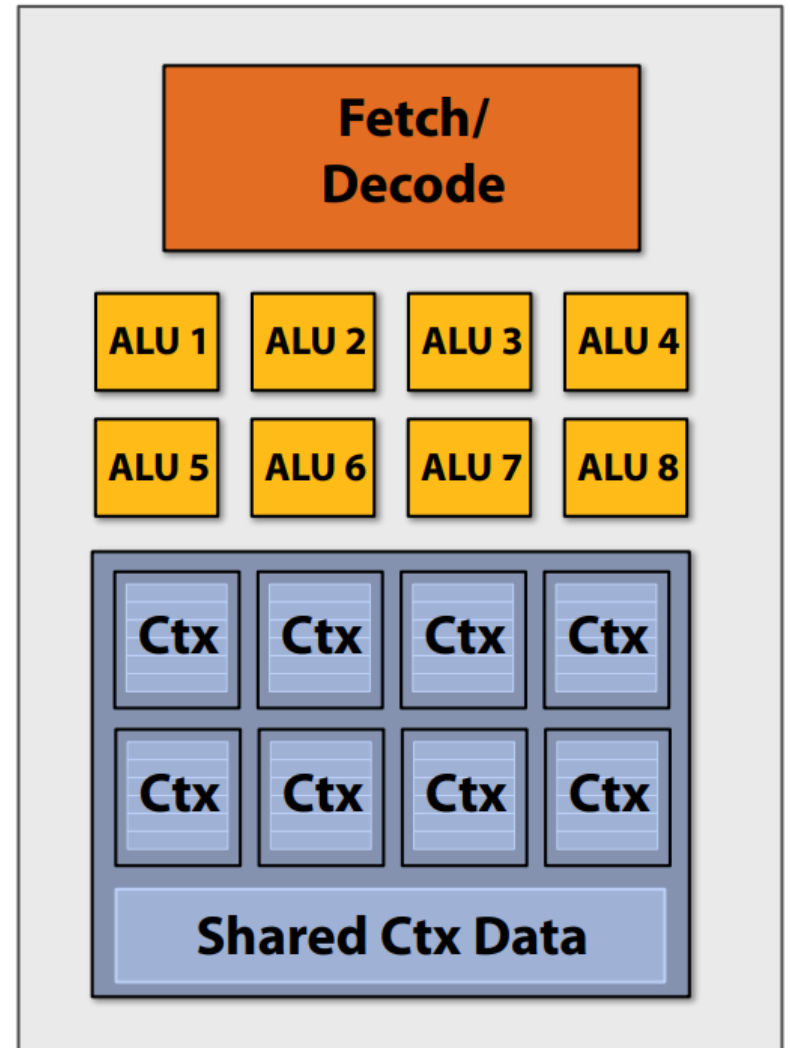 Fetch/
Decode
ALU 1 ALU 2 ALU 3 ALU 4
ALU 5 ALU 6 ALU 7 ALU 8
Ctx Ctx Ctx Ctx
Ctx Ctx Ctx Ctx
Shared Ctx Data